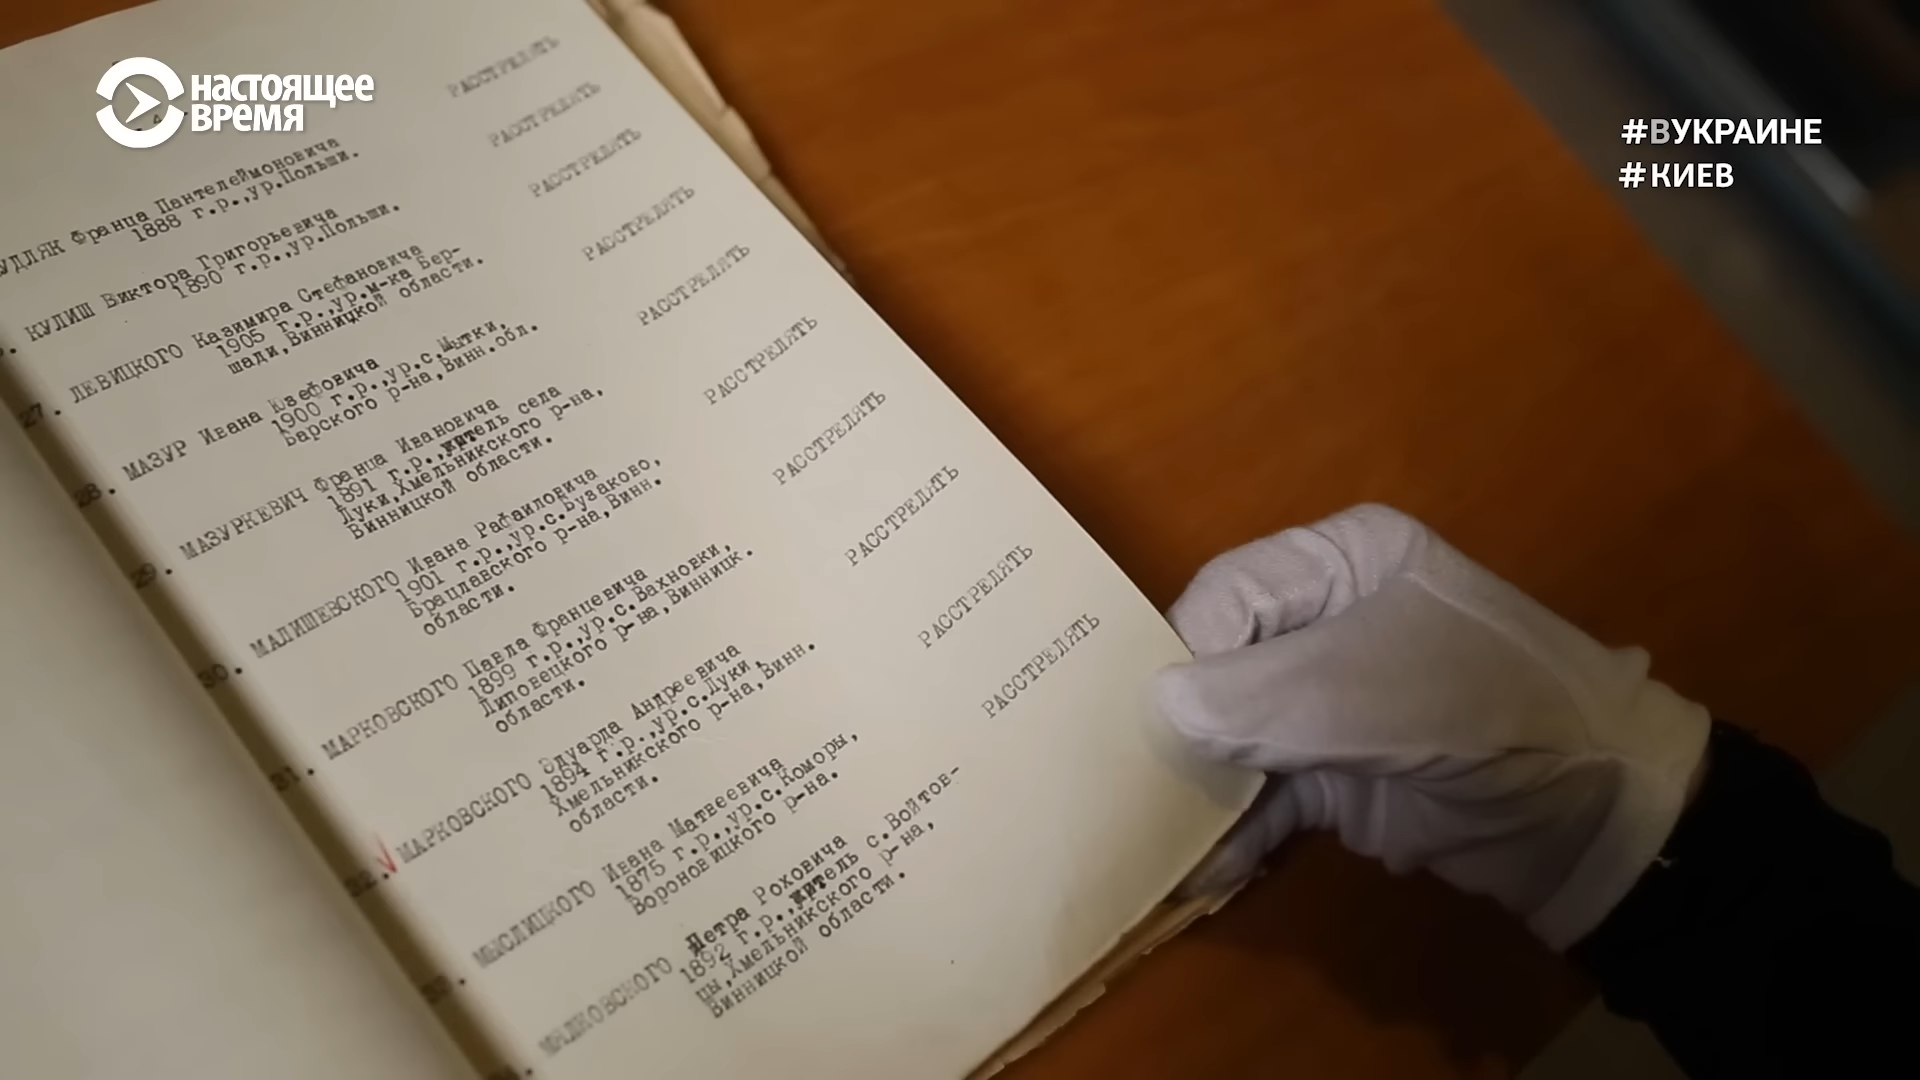 НАСТОЯЩЕЕ
ВРЕМЯ
#ВУКРАИНЕ
#КИЕВ
УДЛЯК Франца Пантелеймоновича РАССТРЕЛЯТЬ
1888 г.р.,ур.Польши.
КУЛИШ Виктора Григорьевича РАССТРЕЛЯТЬ
1890 г.р.,ур.Польши.
27. ЛЕВИЦКОГО Казимира Стефановича РАССТРЕЛЯТЬ
1905 г.р.,ур.м-ка Бер-
шади,Винницкой области.
28. МАЗУР Ивана Юзефовича РАССТРЕЛЯТЬ
1900 г.р.,ур.с.Мытки,
Барского р-на,Винн.обл.
29. МАЗУРКЕВИЧ Франца Ивановича РАССТРЕЛЯТЬ
1891 г.р.,житель села
Луки,Хмельникского р-на,
Винницкой области.
30. МАЛИШЕВСКОГО Ивана Рафаиловича РАССТРЕЛЯТЬ
1901 г.р.,ур.с.Бузаково,
Брацлавского р-на,Винн.
области.
31. МАРКОВСКОГО Павла Францевича РАССТРЕЛЯТЬ
1899 г.р.,ур.с.Вахновки,
Липовецкого р-на,Винницк.
области.
32. МАРКОВСКОГО Эдуарда Андреевича РАССТРЕЛЯТЬ
1894 г.р.,ур.с.Луки,
Хмельникского р-на,Винн.
области.
МЫСЛИЦКОГО Ивана Матвеевича РАССТРЕЛЯТЬ
1875 г.р.,ур.с.Коморы,
Вороновицкого р-на.
Петра Роховича РАССТРЕЛЯТЬ
1892 г.р.,житель с.Войтов-
цы,Хмельникского р-на,
Винницкой области.